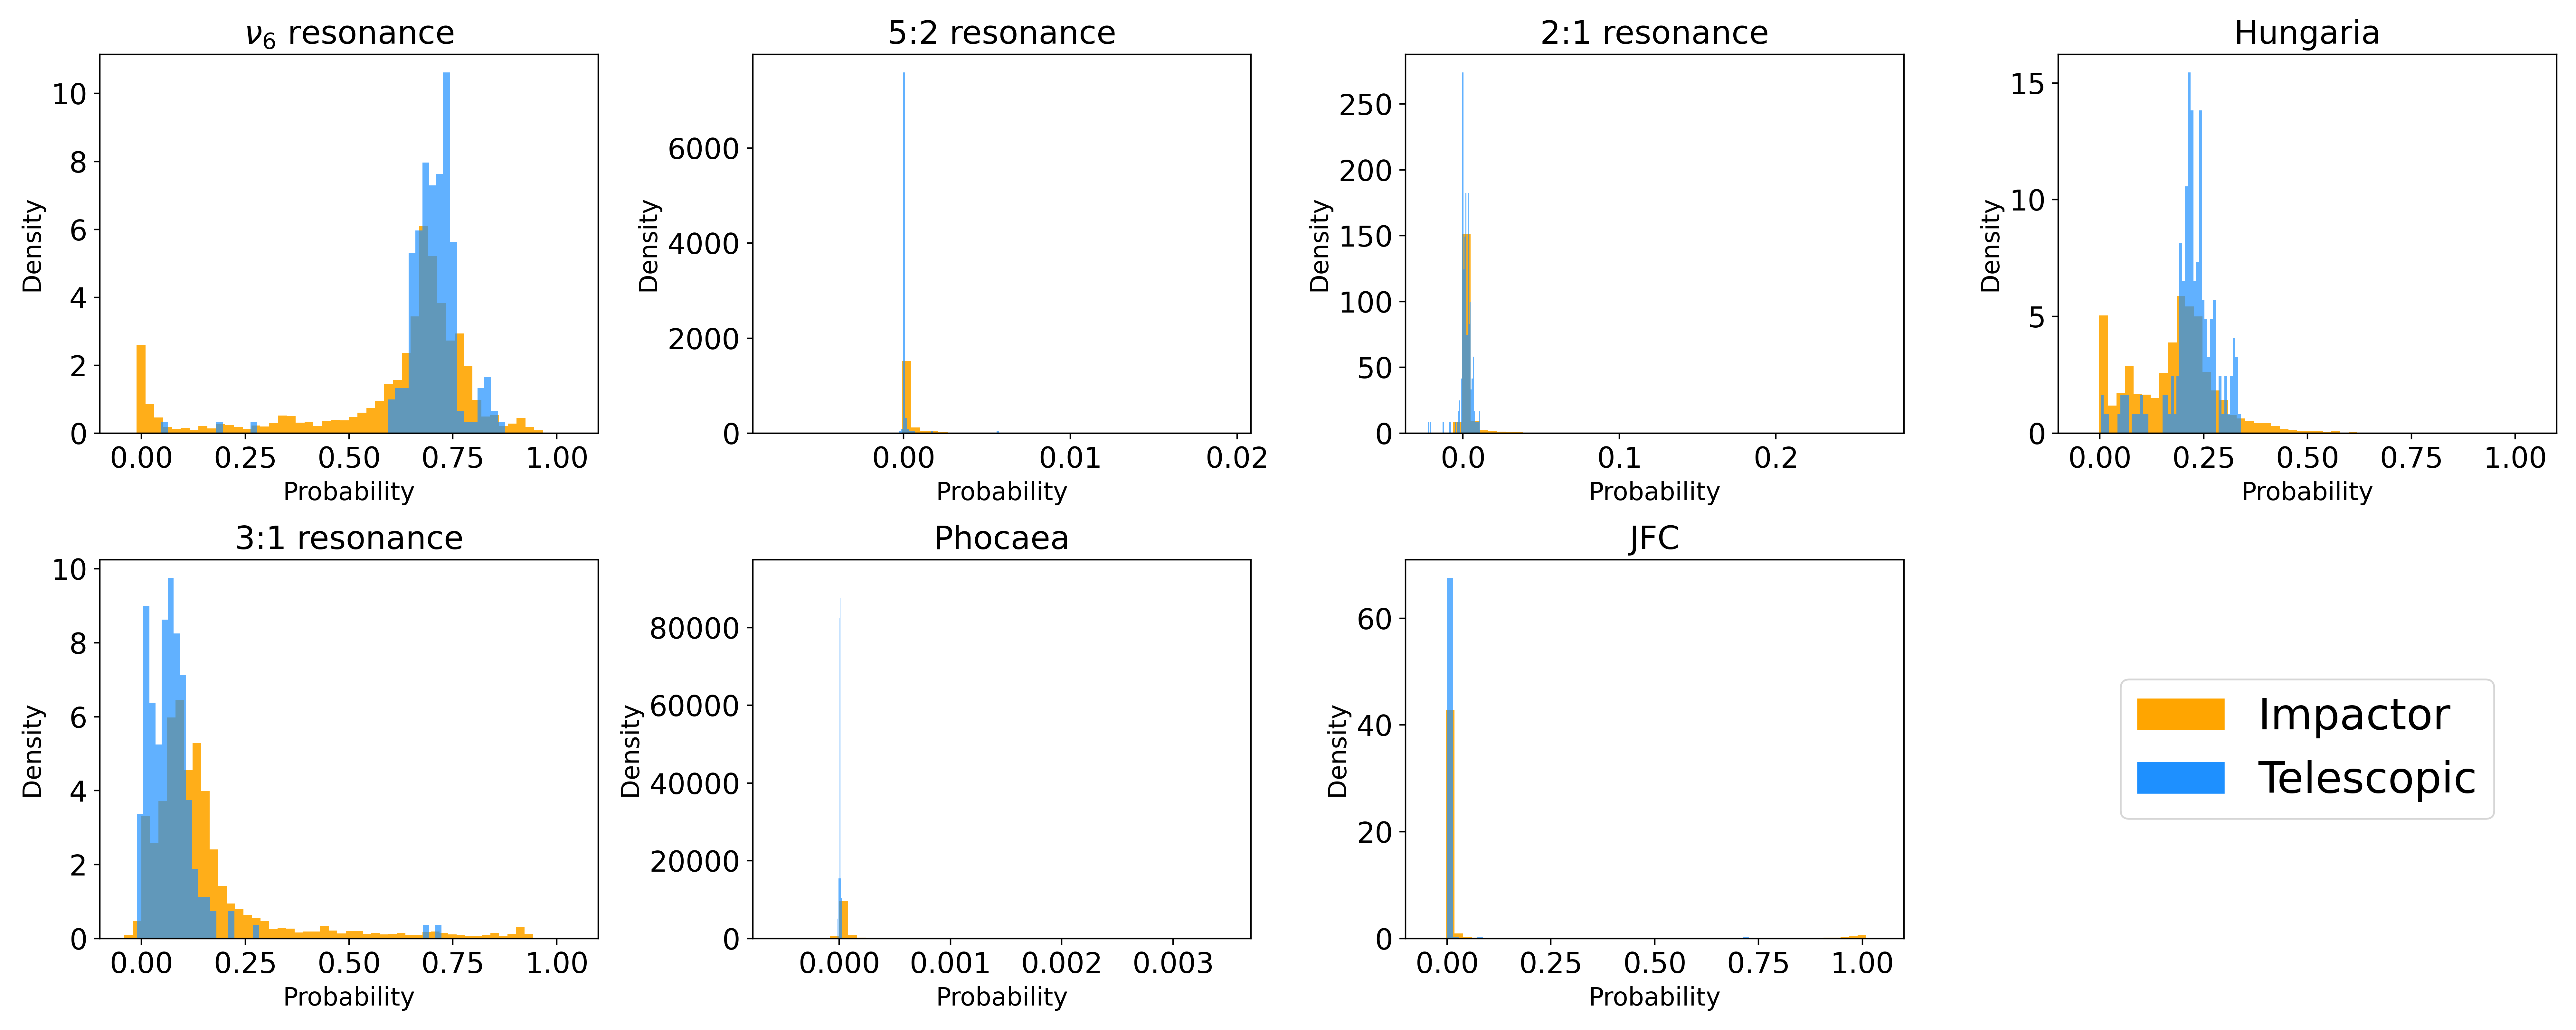 ν6 resonance
10
8
6
4
2
0
Density
0.00 0.25 0.50 0.75 1.00
Probability
5:2 resonance
6000
4000
2000
0
Density
0.00 0.01 0.02
Probability
2:1 resonance
250
200
150
100
50
0
Density
0.0 0.1 0.2
Probability
Hungaria
15
10
5
0
Density
0.00 0.25 0.50 0.75 1.00
Probability
3:1 resonance
10
8
6
4
2
0
Density
0.00 0.25 0.50 0.75 1.00
Probability
Phocaea
80000
60000
40000
20000
0
Density
0.000 0.001 0.002 0.003
Probability
JFC
60
40
20
0
Density
0.00 0.25 0.50 0.75 1.00
Probability
Impactor
Telescopic